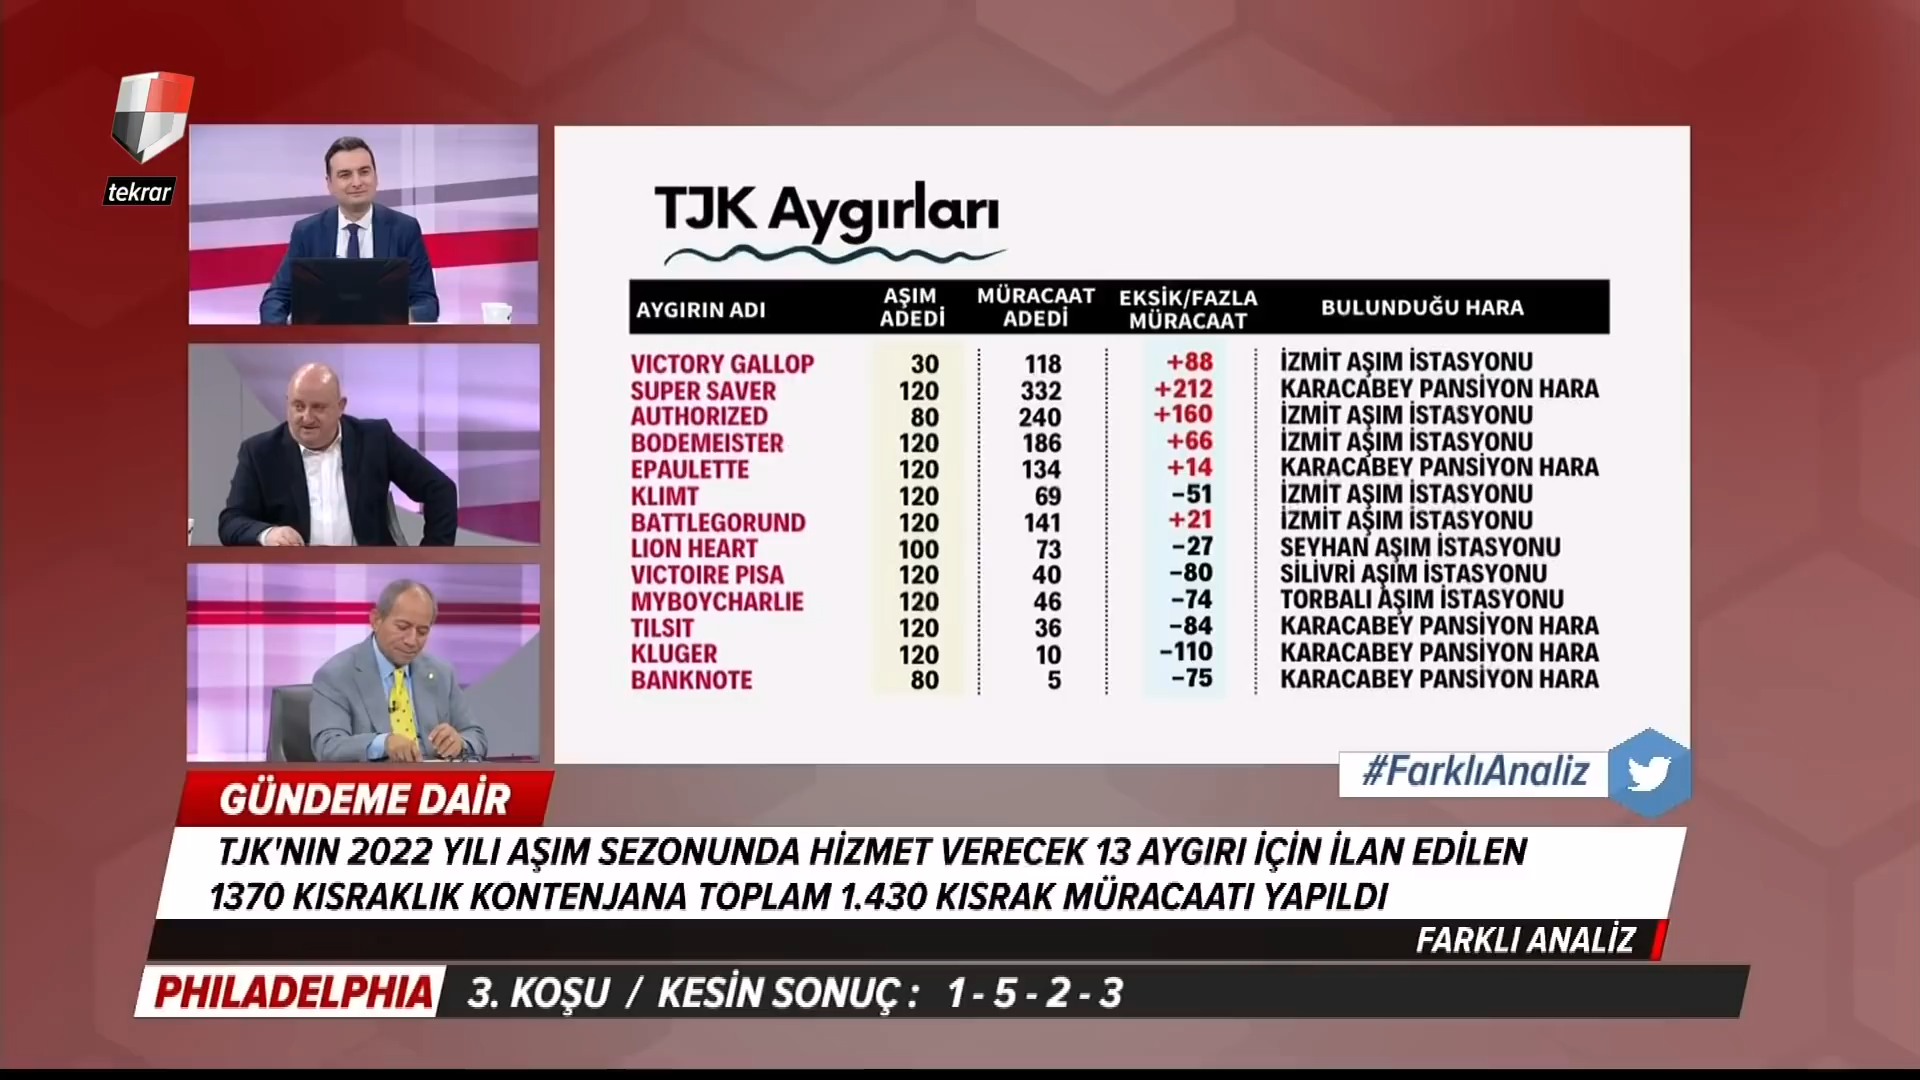 tekrar
TJK Aygırları
AYGIRIN ADI AŞIM ADEDİ MÜRACAAT ADEDİ EKSİK/FAZLA MÜRACAAT BULUNDUĞU HARA
VICTORY GALLOP 30 118 +88 İZMİT AŞIM İSTASYONU
SUPER SAVER 120 332 +212 KARACABEY PANSİYON HARA
AUTHORIZED 80 240 +160 İZMİT AŞIM İSTASYONU
BODEMEISTER 120 186 +66 İZMİT AŞIM İSTASYONU
EPAULETTE 120 134 +14 KARACABEY PANSİYON HARA
KLIMT 120 69 -51 İZMİT AŞIM İSTASYONU
BATTLEGORUND 120 141 +21 İZMİT AŞIM İSTASYONU
LION HEART 100 73 -27 SEYHAN AŞIM İSTASYONU
VICTOIRE PISA 120 40 -80 SİLİVRİ AŞIM İSTASYONU
MYBOYCHARLIE 120 46 -74 TORBALI AŞIM İSTASYONU
TILSIT 120 36 -84 KARACABEY PANSİYON HARA
KLUGER 120 10 -110 KARACABEY PANSİYON HARA
BANKNOTE 80 5 -75 KARACABEY PANSİYON HARA
#FarklıAnaliz
GÜNDEME DAİR
TJK'NIN 2022 YILI AŞIM SEZONUNDA HİZMET VERECEK 13 AYGIRI İÇİN İLAN EDİLEN
1370 KISRAKLIK KONTENJANA TOPLAM 1.430 KISRAK MÜRACAATI YAPILDI
FARKLI ANALİZ
PHILADELPHIA 3. KOŞU / KESİN SONUÇ : 1 - 5 - 2 - 3